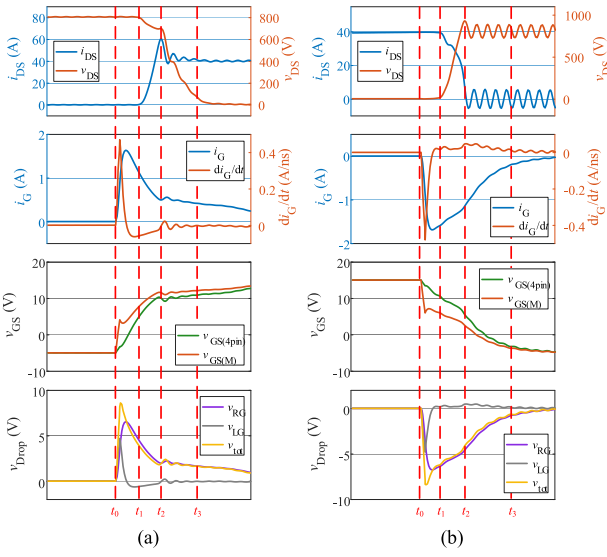 80
60
40
20
0
i_DS (A)
i_DS
v_DS
800
600
400
200
0
v_DS (V)
2
1
0
i_G (A)
i_G
di_G/dt
0.4
0.2
0
di_G/dt (A/ns)
20
10
0
-10
v_GS (V)
v_GS(4pin)
v_GS(M)
10
5
0
v_Drop (V)
v_RG
v_LG
v_tot
t_0 t_1 t_2 t_3
(a)
60
40
20
0
i_DS (A)
i_DS
v_DS
1000
500
0
v_DS (V)
0
-1
-2
i_G (A)
i_G
di_G/dt
0
-0.2
-0.4
di_G/dt (A/ns)
20
10
0
-10
v_GS (V)
v_GS(4pin)
v_GS(M)
0
-5
-10
v_Drop (V)
v_RG
v_LG
v_tot
t_0 t_1 t_2 t_3
(b)